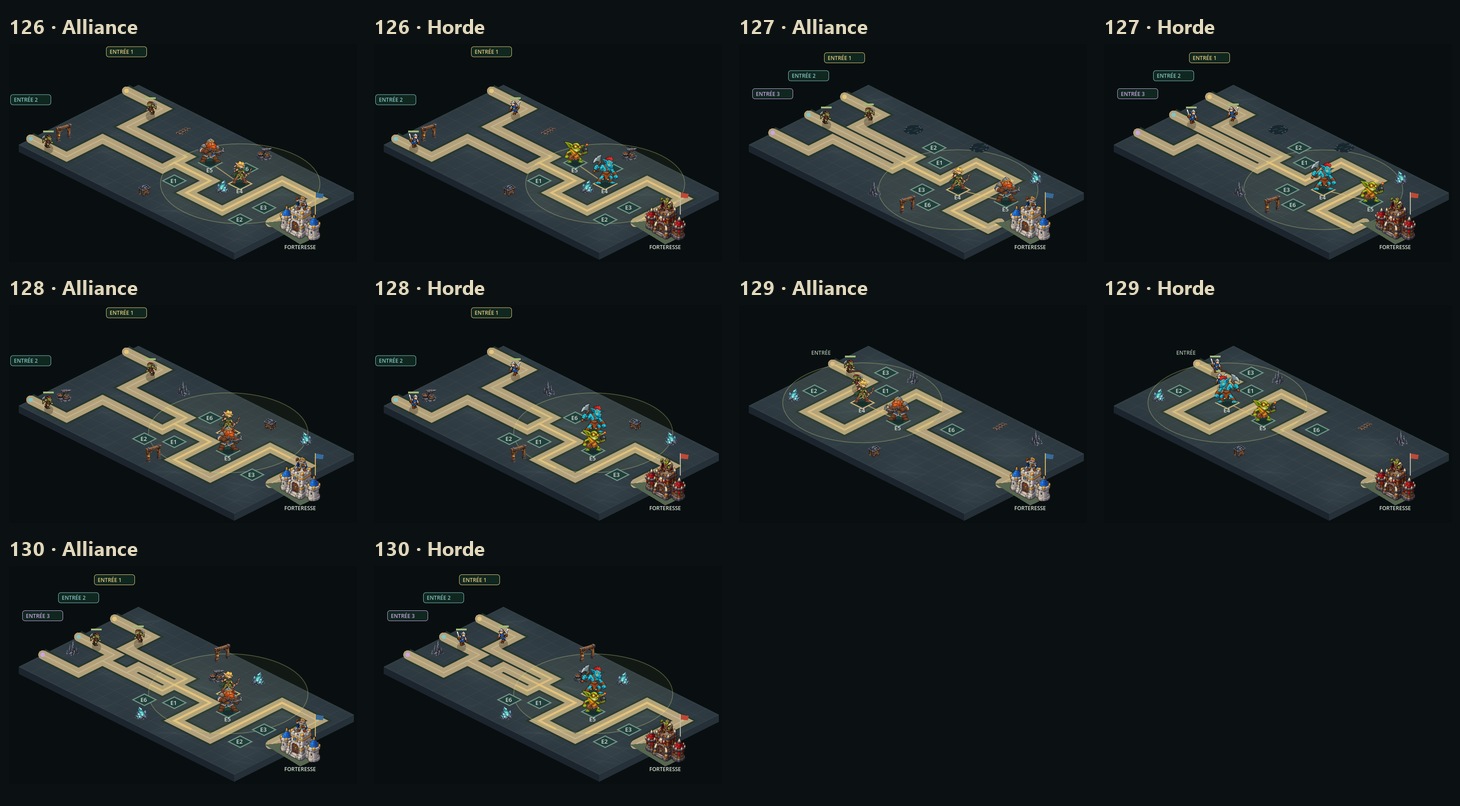 126 · Alliance
ENTRÉE 1
ENTRÉE 2
E5
E6
E1
E4
E3
E2
FORTERESSE
126 · Horde
ENTRÉE 1
ENTRÉE 2
E5
E1
E4
E3
E2
FORTERESSE
127 · Alliance
ENTRÉE 1
ENTRÉE 2
ENTRÉE 3
E2
E1
E3
E4
E6
E5
FORTERESSE
127 · Horde
ENTRÉE 1
ENTRÉE 2
ENTRÉE 3
E2
E1
E3
E4
E6
E5
FORTERESSE
128 · Alliance
ENTRÉE 1
ENTRÉE 2
E6
E2
E1
E5
E3
FORTERESSE
128 · Horde
ENTRÉE 1
ENTRÉE 2
E6
E2
E1
E5
E3
FORTERESSE
129 · Alliance
ENTRÉE
E3
E2
E1
E4
E5
E6
FORTERESSE
129 · Horde
ENTRÉE
E3
E2
E1
E4
E5
E6
FORTERESSE
130 · Alliance
ENTRÉE 1
ENTRÉE 2
ENTRÉE 3
E6
E1
E5
E3
E2
FORTERESSE
130 · Horde
ENTRÉE 1
ENTRÉE 2
ENTRÉE 3
E6
E1
E5
E3
E2
FORTERESSE